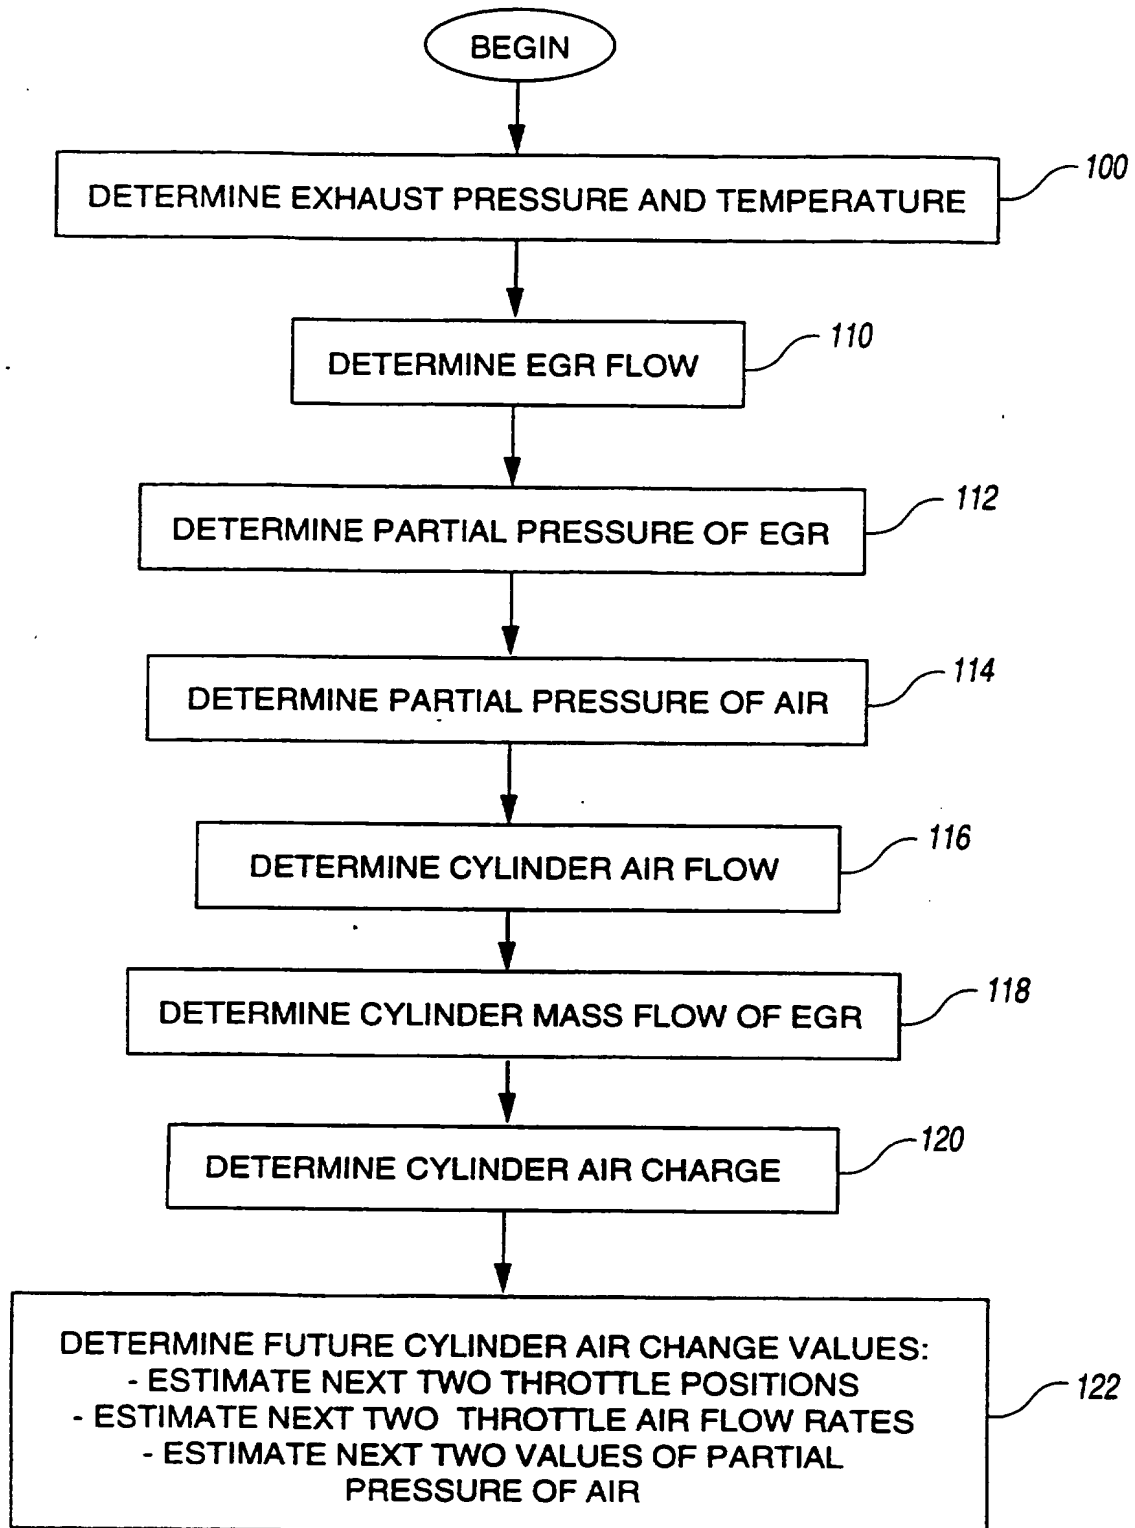 BEGIN
DETERMINE EXHAUST PRESSURE AND TEMPERATURE
100
DETERMINE EGR FLOW
110
DETERMINE PARTIAL PRESSURE OF EGR
112
DETERMINE PARTIAL PRESSURE OF AIR
114
DETERMINE CYLINDER AIR FLOW
116
DETERMINE CYLINDER MASS FLOW OF EGR
118
DETERMINE CYLINDER AIR CHARGE
120
DETERMINE FUTURE CYLINDER AIR CHANGE VALUES:
- ESTIMATE NEXT TWO THROTTLE POSITIONS
- ESTIMATE NEXT TWO THROTTLE AIR FLOW RATES
- ESTIMATE NEXT TWO VALUES OF PARTIAL
PRESSURE OF AIR
122